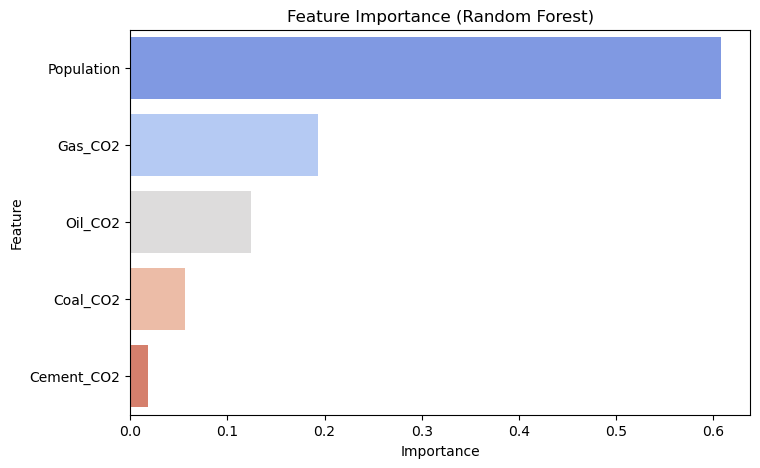 Feature Importance (Random Forest)
Population
Gas_CO2
Oil_CO2
Coal_CO2
Cement_CO2
Feature
0.0 0.1 0.2 0.3 0.4 0.5 0.6
Importance